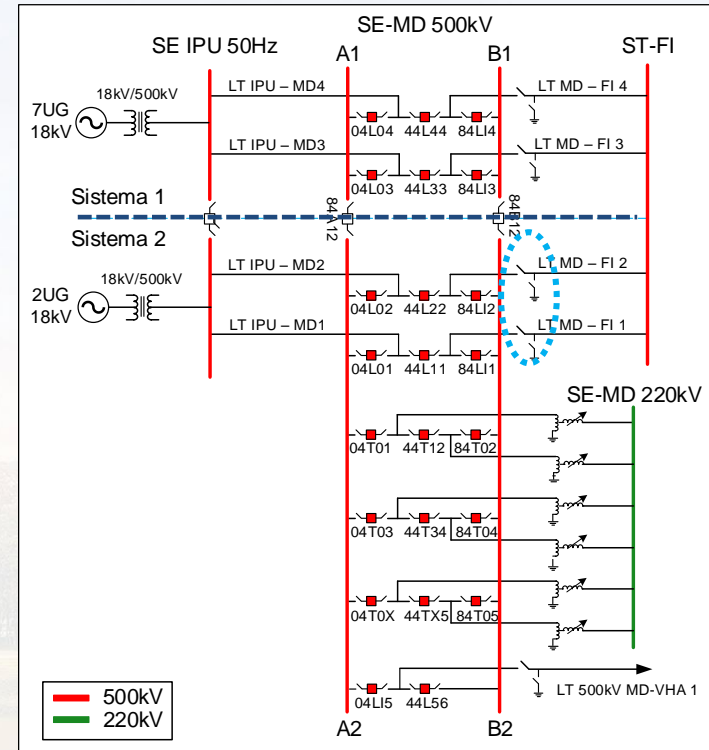 SE-MD 500kV
SE IPU 50Hz
A1
B1
ST-FI
LT IPU – MD4
LT MD – FI 4
18kV/500kV
7UG
18kV
04L04
44L44
84LI4
LT IPU – MD3
LT MD – FI 3
04L03
44L33
84LI3
Sistema 1
84A12
84B12
Sistema 2
LT IPU – MD2
LT MD – FI 2
18kV/500kV
2UG
18kV
04L02
44L22
84LI2
LT IPU – MD1
LT MD – FI 1
04L01
44L11
84LI1
SE-MD 220kV
04T01
44T12
84T02
04T03
44T34
84T04
04T0X
44TX5
84T05
LT 500kV MD-VHA 1
04LI5
44L56
500kV
220kV
A2
B2